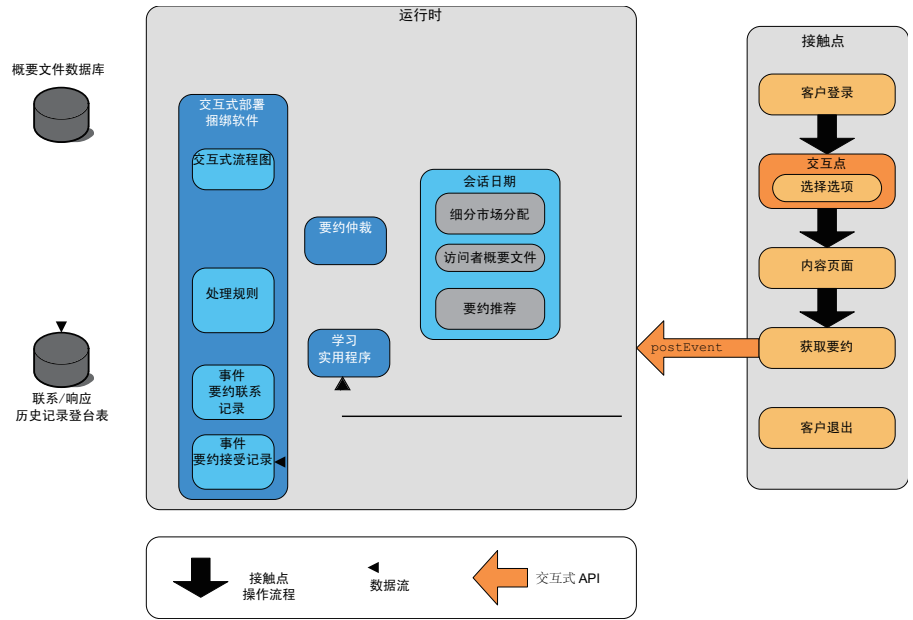 运行时
接触点
概要文件数据库
交互式部署
捆绑软件
交互式流程图
处理规则
事件
要约联系
记录
事件
要约接受记录
要约仲裁
学习
实用程序
会话日期
细分市场分配
访问者概要文件
要约推荐
客户登录
交互点
选择选项
内容页面
postEvent
获取要约
客户退出
联系/响应
历史记录登台表
接触点
操作流程
数据流
交互式 API